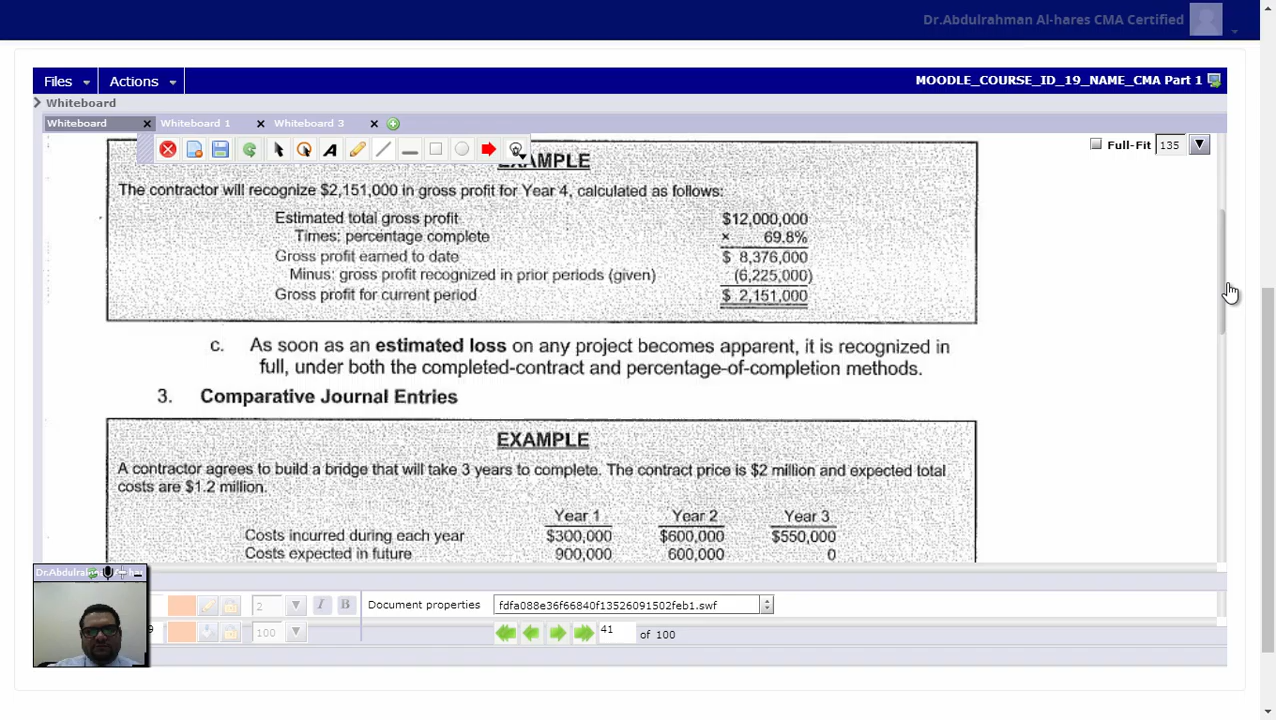 Dr.Abdulrahman Al-hares CMA Certified
Files Actions MOODLE_COURSE_ID_19_NAME_CMA Part 1
Whiteboard
Whiteboard Whiteboard 1 Whiteboard 3
Full-Fit 135
EXAMPLE
The contractor will recognize $2,151,000 in gross profit for Year 4, calculated as follows:
Estimated total gross profit $12,000,000
Times: percentage complete × 69.8%
Gross profit earned to date $ 8,376,000
Minus: gross profit recognized in prior periods (given) (6,225,000)
Gross profit for current period $ 2,151,000
c. As soon as an estimated loss on any project becomes apparent, it is recognized in
full, under both the completed-contract and percentage-of-completion methods.
3. Comparative Journal Entries
EXAMPLE
A contractor agrees to build a bridge that will take 3 years to complete. The contract price is $2 million and expected total
costs are $1.2 million.
Year 1 Year 2 Year 3
Costs incurred during each year $300,000 $600,000 $550,000
Costs expected in future 900,000 600,000 0
2 I B Document properties fdfa088e36f66840f13526091502feb1.swf
9 100 41 of 100